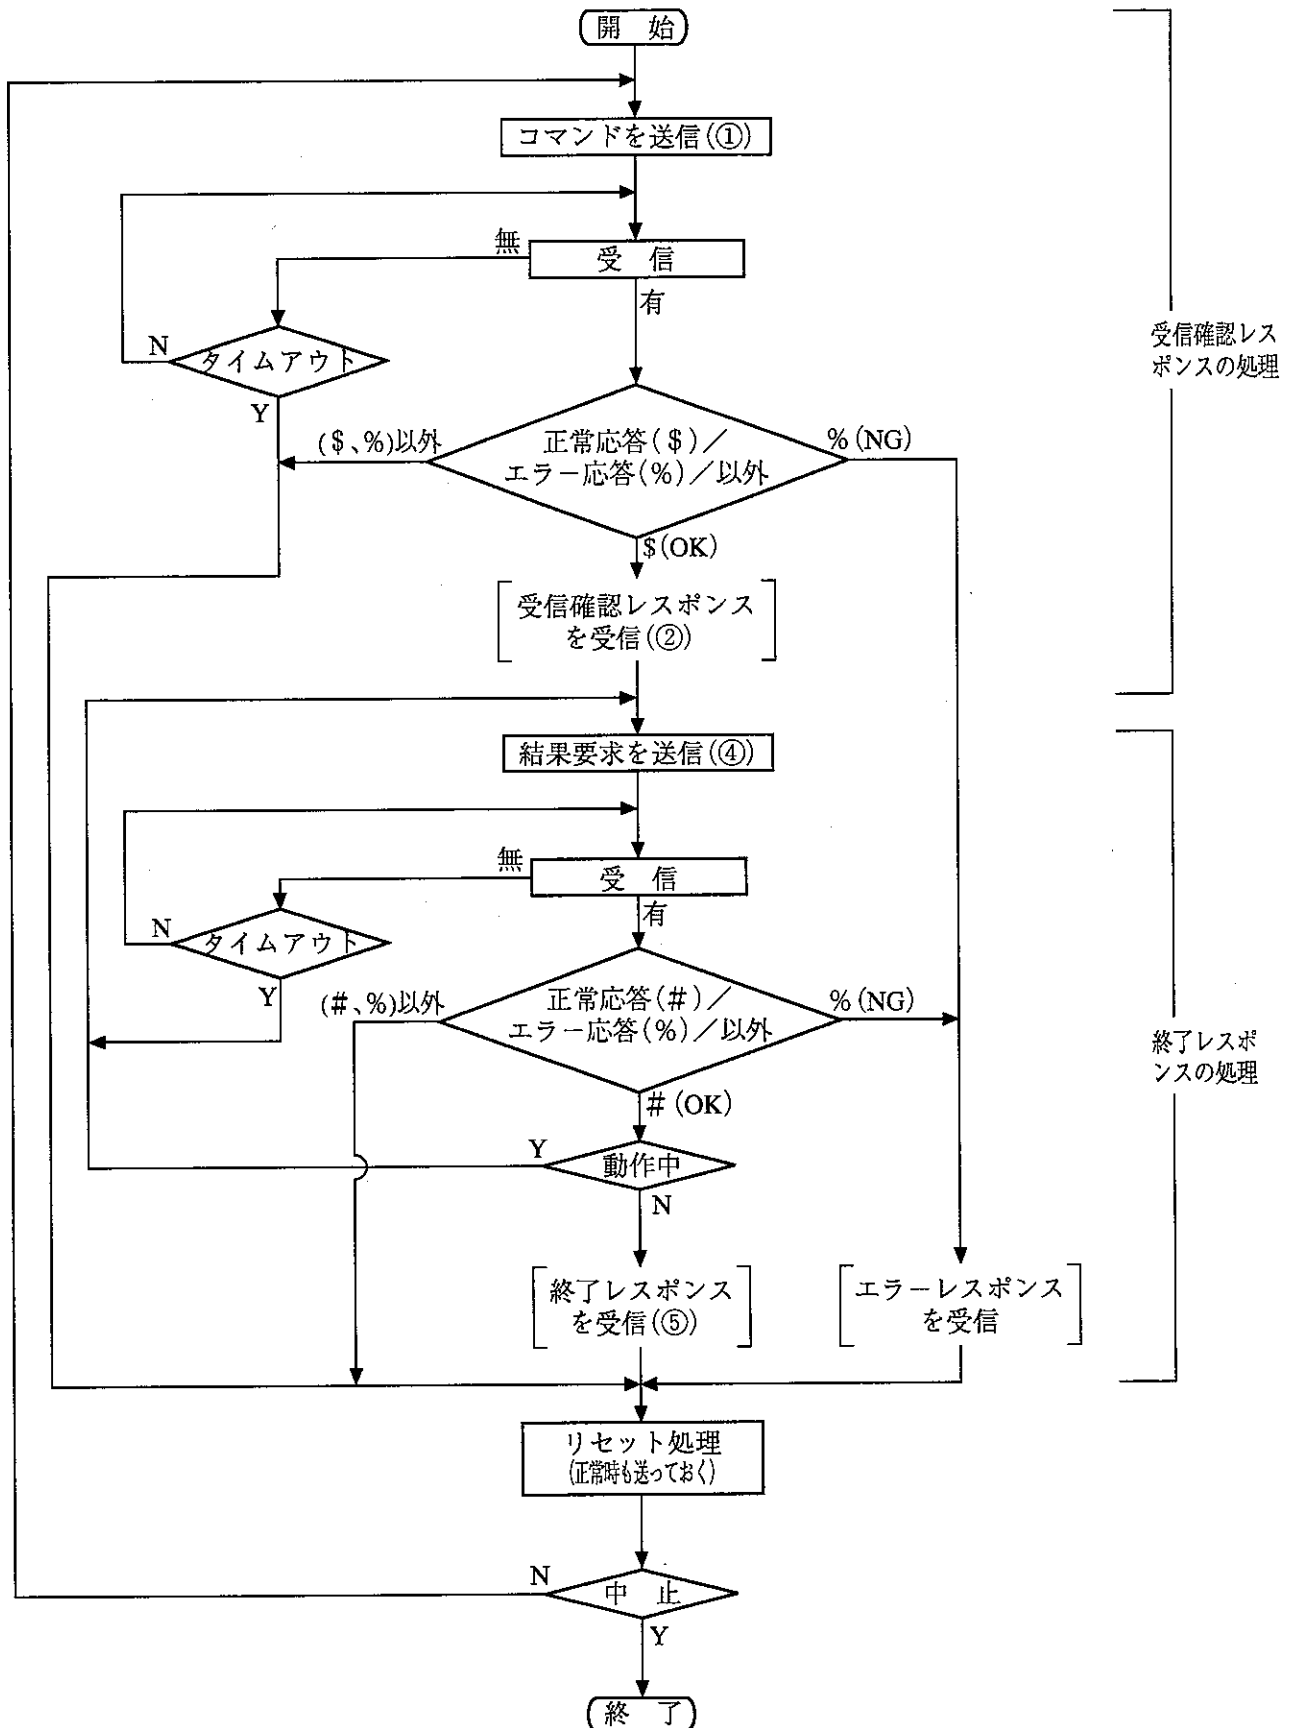 開 始
コマンドを送信(①)
無
受 信
有
N
タイムアウト
Y
受信確認レス
ポンスの処理
($、%)以外
正常応答($)/
エラー応答(%)/以外
%(NG)
$(OK)
受信確認レスポンス
を受信(②)
結果要求を送信(④)
無
受 信
有
N
タイムアウト
Y
(#、%)以外
正常応答(#)/
エラー応答(%)/以外
%(NG)
終了レスポ
ンスの処理
#(OK)
Y
動作中
N
終了レスポンス
を受信(⑤)
エラーレスポンス
を受信
リセット処理
(正常時も送っておく)
N
中 止
Y
終 了